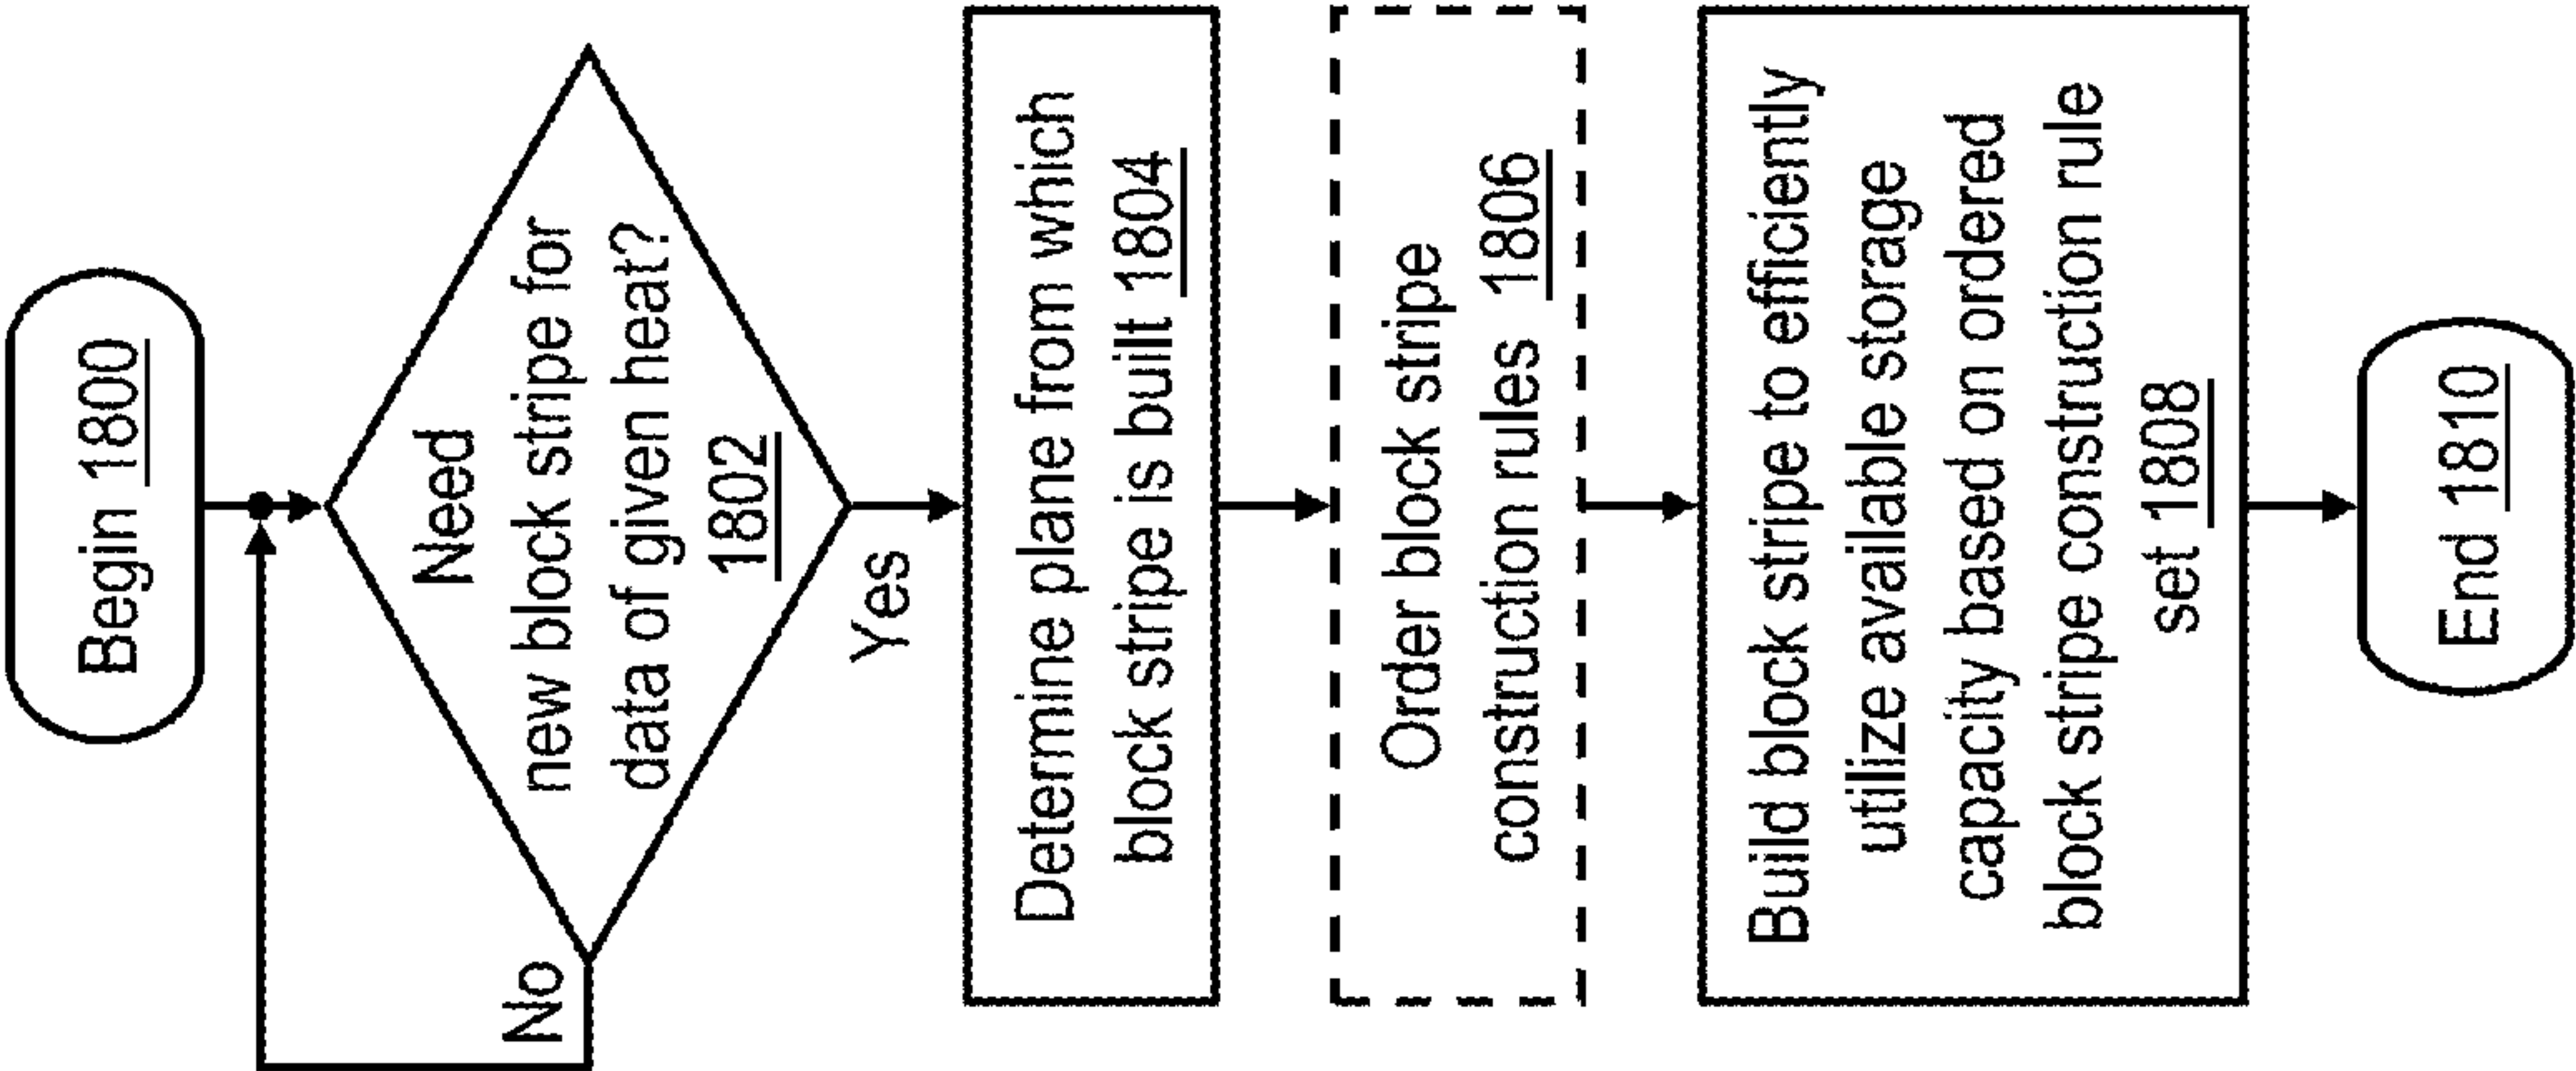 Begin 1800
Need
new block stripe for
data of given heat?
1802
No
Yes
Determine plane from which
block stripe is built 1804
Order block stripe
construction rules 1806
Build block stripe to efficiently
utilize available storage
capacity based on ordered
block stripe construction rule
set 1808
End 1810